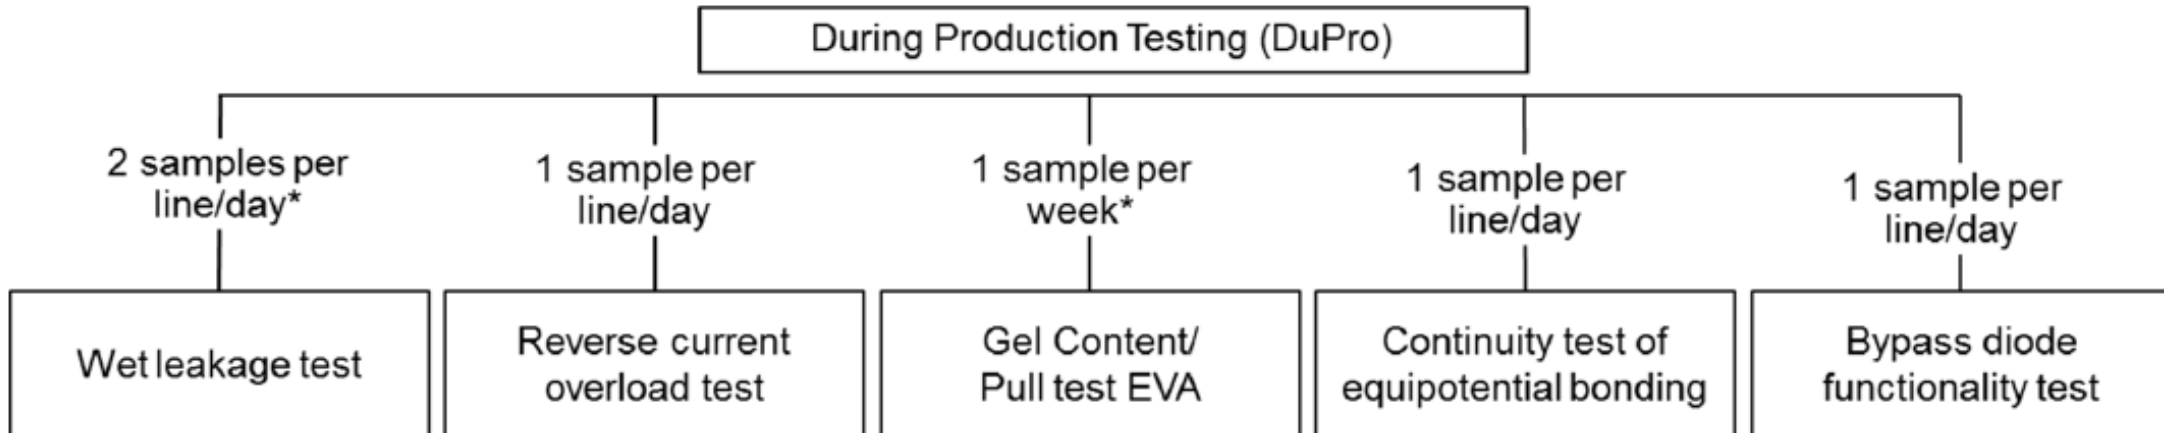 During Production Testing (DuPro)
2 samples per
line/day*
1 sample per
line/day
1 sample per
week*
1 sample per
line/day
1 sample per
line/day
Wet leakage test
Reverse current
overload test
Gel Content/
Pull test EVA
Continuity test of
equipotential bonding
Bypass diode
functionality test